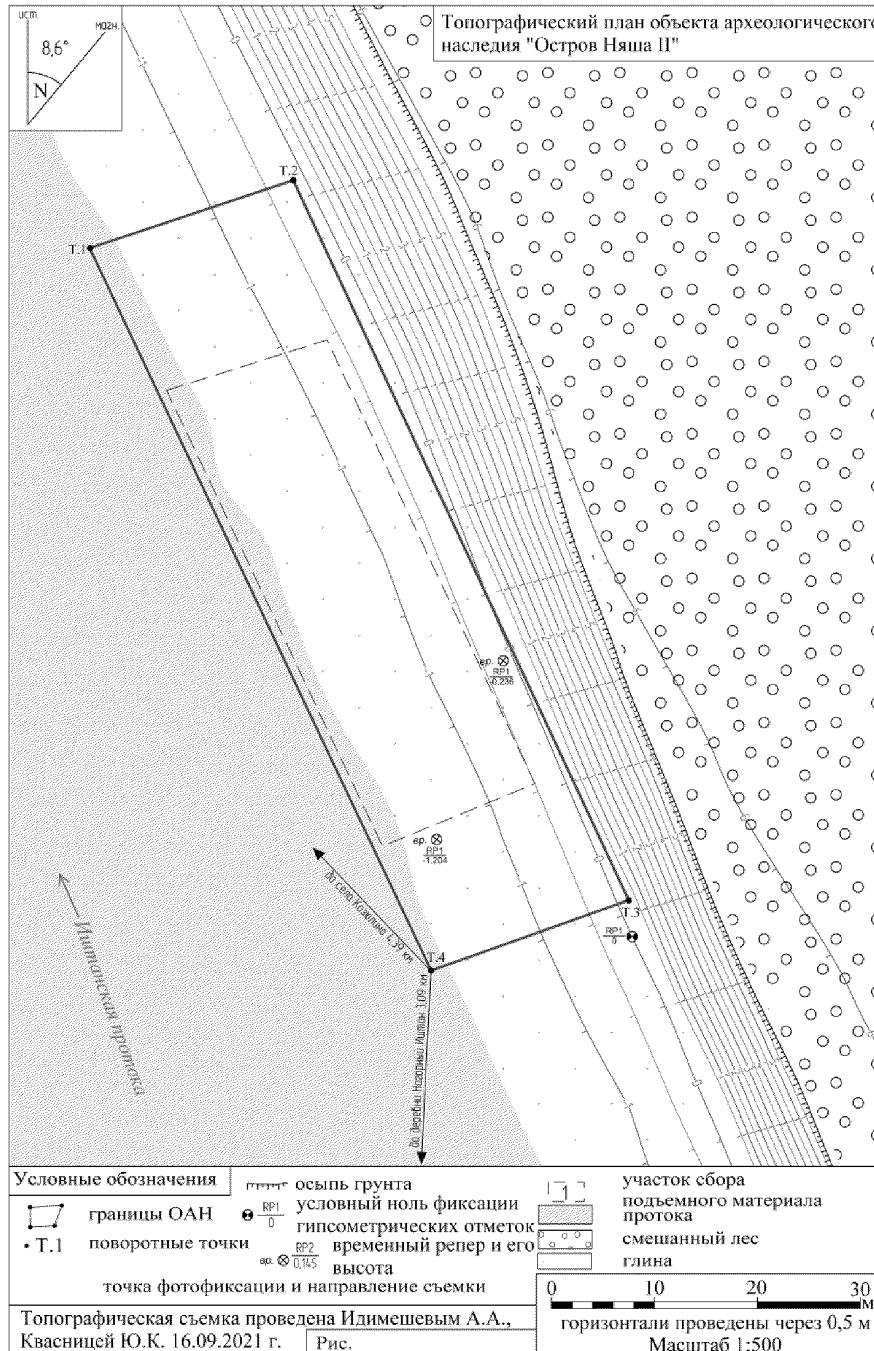 Топографический план объекта археологического
наследия "Остров Няша II"
ист.
магн.
8,6°
N
Т.2
Т.1
вр.
RP1
-0,236
вр.
RP1
-1,204
Т.3
RP1
0
Т.4
до села Козюлино 4,39 км
до деревни Нагорный Иштан 3,09 км
Иштанская протока
Условные обозначения
границы ОАН
• Т.1 поворотные точки
осыпь грунта
RP1
0
условный ноль фиксации
гипсометрических отметок
вр.
RP2
0,145
временный репер и его
высота
точка фотофиксации и направление съемки
1
участок сбора
подъемного материала
протока
смешанный лес
глина
Топографическая съемка проведена Идимешевым А.А.,
Квасницей Ю.К. 16.09.2021 г.
Рис.
0 10 20 30
м
горизонтали проведены через 0,5 м
Масштаб 1:500